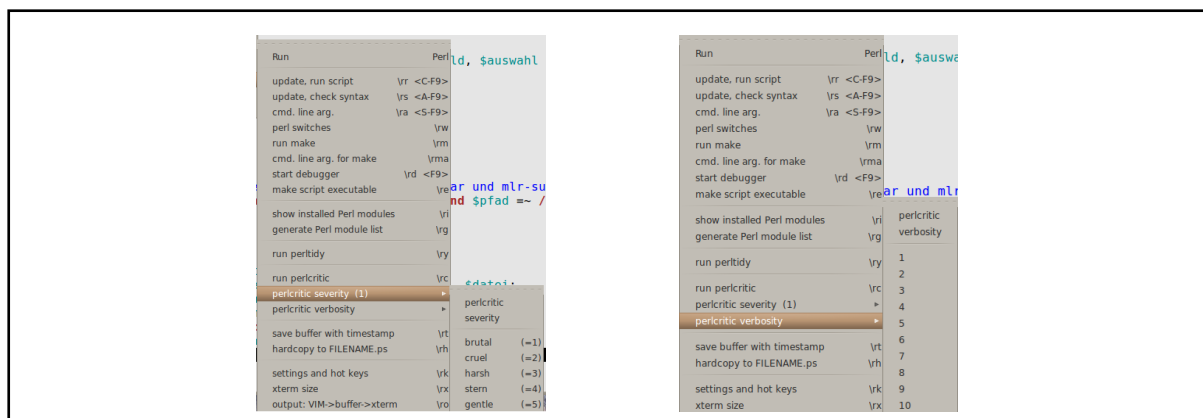 Run Perl
ld, $auswahl
update, run script \rr <C-F9>
update, check syntax \rs <A-F9>
cmd. line arg. \ra <S-F9>
perl switches \rw
run make \rm
cmd. line arg. for make \rma
start debugger \rd <F9>
make script executable \re
ar und mlr-su
nd $pfad =~ /
show installed Perl modules \ri
generate Perl module list \rg
run perltidy \ry
run perlcritic \rc
$datei;
perlcritic severity (1)
perlcritic verbosity
save buffer with timestamp \rt
hardcopy to FILENAME.ps \rh
settings and hot keys \rk
xterm size \rx
output: VIM->buffer->xterm \ro
perlcritic
severity
brutal (=1)
cruel (=2)
harsh (=3)
stern (=4)
gentle (=5)
Run Perl
ld, $auswa
update, run script \rr <C-F9>
update, check syntax \rs <A-F9>
cmd. line arg. \ra <S-F9>
perl switches \rw
run make \rm
cmd. line arg. for make \rma
start debugger \rd <F9>
make script executable \re
ar und mlr
show installed Perl modules \ri
generate Perl module list \rg
run perltidy \ry
run perlcritic \rc
perlcritic severity (1)
perlcritic verbosity
save buffer with timestamp \rt
hardcopy to FILENAME.ps \rh
settings and hot keys \rk
xterm size \rx
perlcritic
verbosity
1
2
3
4
5
6
7
8
9
10